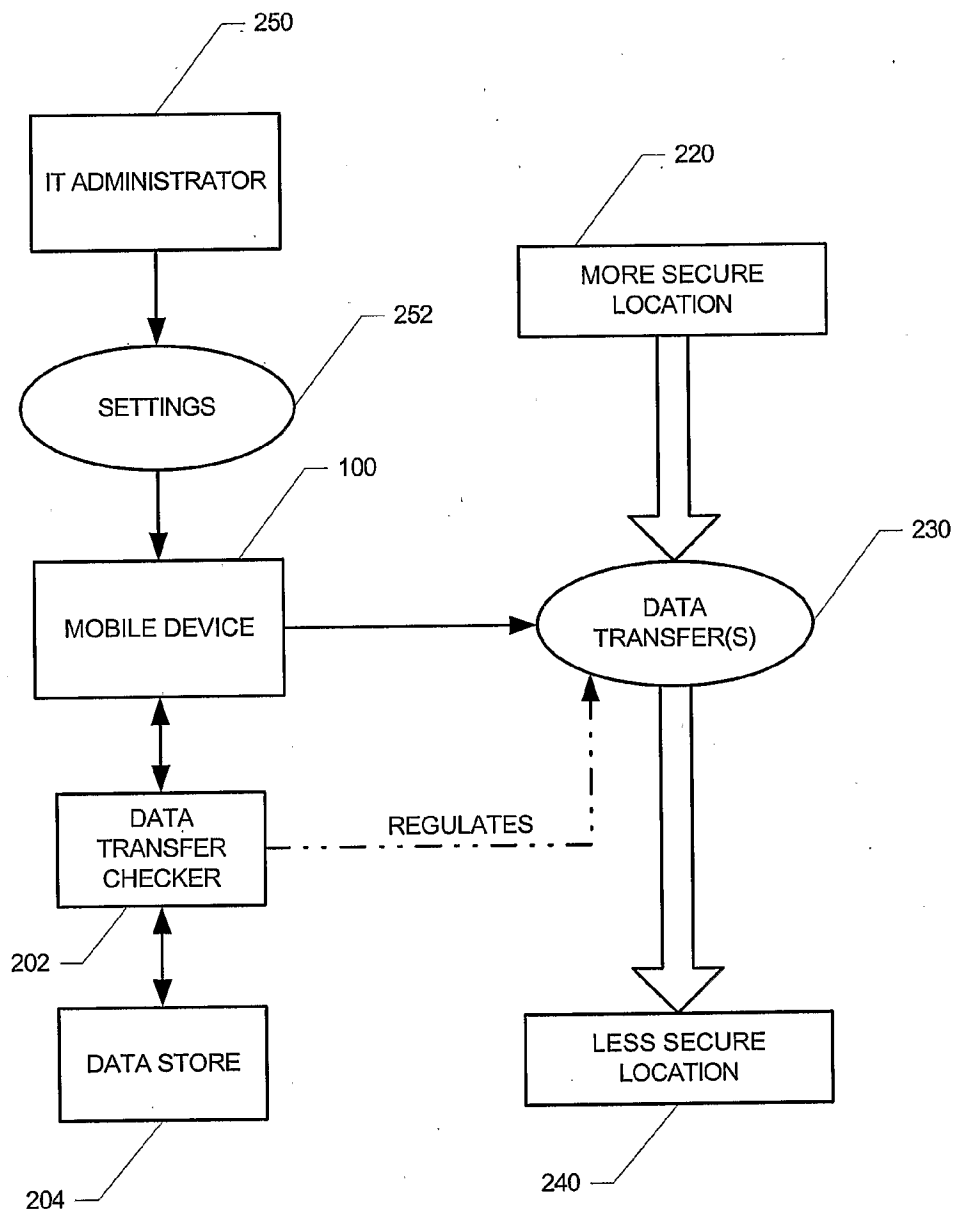 250
IT ADMINISTRATOR
220
MORE SECURE
LOCATION
252
SETTINGS
100
230
MOBILE DEVICE
DATA
TRANSFER(S)
DATA
TRANSFER
CHECKER
REGULATES
202
DATA STORE
LESS SECURE
LOCATION
204
240